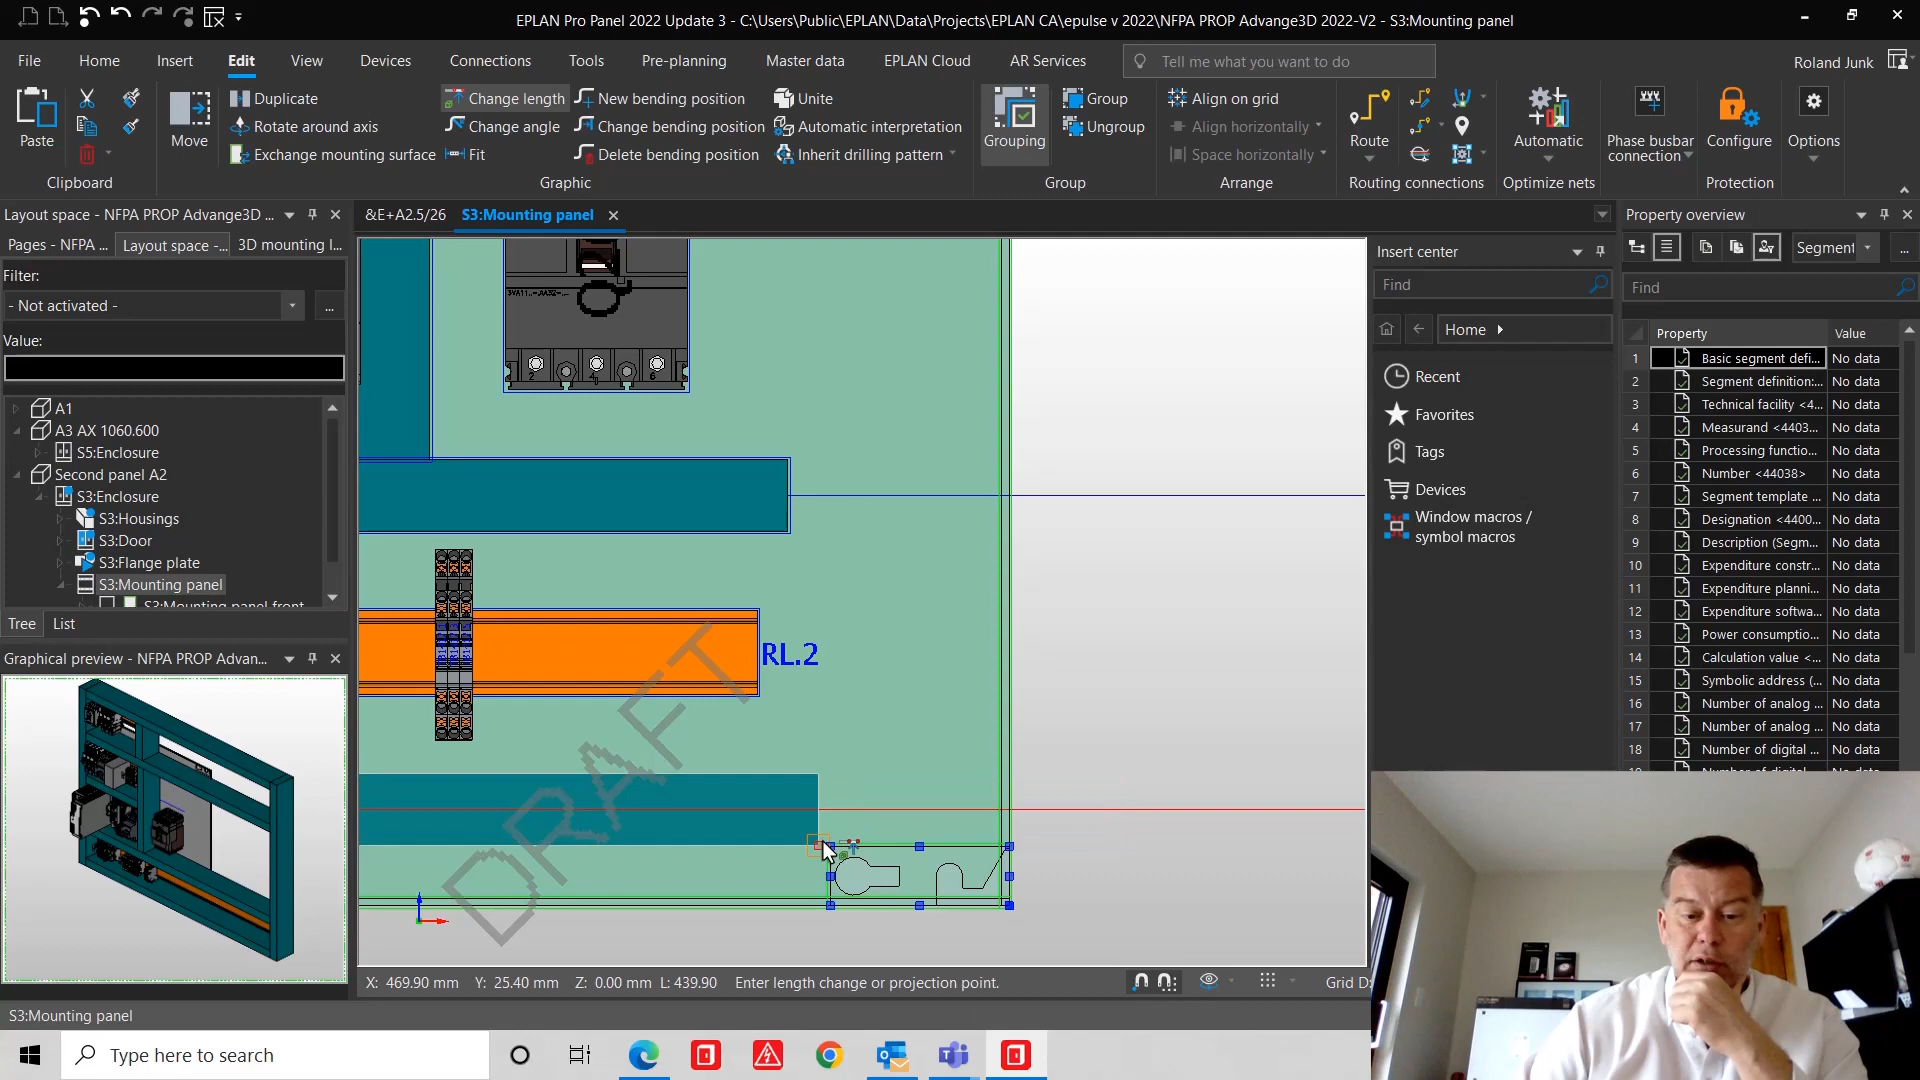 EPLAN Pro Panel 2022 Update 3 - C:\Users\Public\EPLAN\Data\Projects\EPLAN CA\epulse v 2022\NFPA PROP Advange3D 2022-V2 - S3:Mounting panel
File Home Insert Edit View Devices Connections Tools Pre-planning Master data EPLAN Cloud AR Services Tell me what you want to do Roland Junk
Paste
Clipboard
Move
Duplicate
Rotate around axis
Exchange mounting surface
Change length
Change angle
Fit
New bending position
Change bending position
Delete bending position
Unite
Automatic interpretation
Inherit drilling pattern
Graphic
Grouping
Group
Ungroup
Group
Align on grid
Align horizontally
Space horizontally
Arrange
Route
Routing connections
Automatic
Optimize nets
Phase busbar
connection
Configure
Protection
Options
Layout space - NFPA PROP Advange3D ...
Pages - NFPA ... Layout space -... 3D mounting l...
Filter:
- Not activated -
...
Value:
A1
A3 AX 1060.600
S5:Enclosure
Second panel A2
S3:Enclosure
S3:Housings
S3:Door
S3:Flange plate
S3:Mounting panel
S3:Mounting panel front
Tree List
Graphical preview - NFPA PROP Advan...
&E+A2.5/26 S3:Mounting panel
2 4 6
RL.2
DRAFT
X: 469.90 mm Y: 25.40 mm Z: 0.00 mm L: 439.90 Enter length change or projection point. Grid D:
Insert center
Find
Home
Recent
Favorites
Tags
Devices
Window macros /
symbol macros
Property overview
Segment
...
Find
Property Value
1 Basic segment defi... No data
2 Segment definition:... No data
3 Technical facility <4... No data
4 Measurand <4403... No data
5 Processing functio... No data
6 Number <44038> No data
7 Segment template ... No data
8 Designation <4400... No data
9 Description (Segm... No data
10 Expenditure constr... No data
11 Expenditure planni... No data
12 Expenditure softwa... No data
13 Power consumptio... No data
14 Calculation value <... No data
15 Symbolic address (... No data
16 Number of analog ... No data
17 Number of analog ... No data
18 Number of digital ... No data
S3:Mounting panel
Type here to search